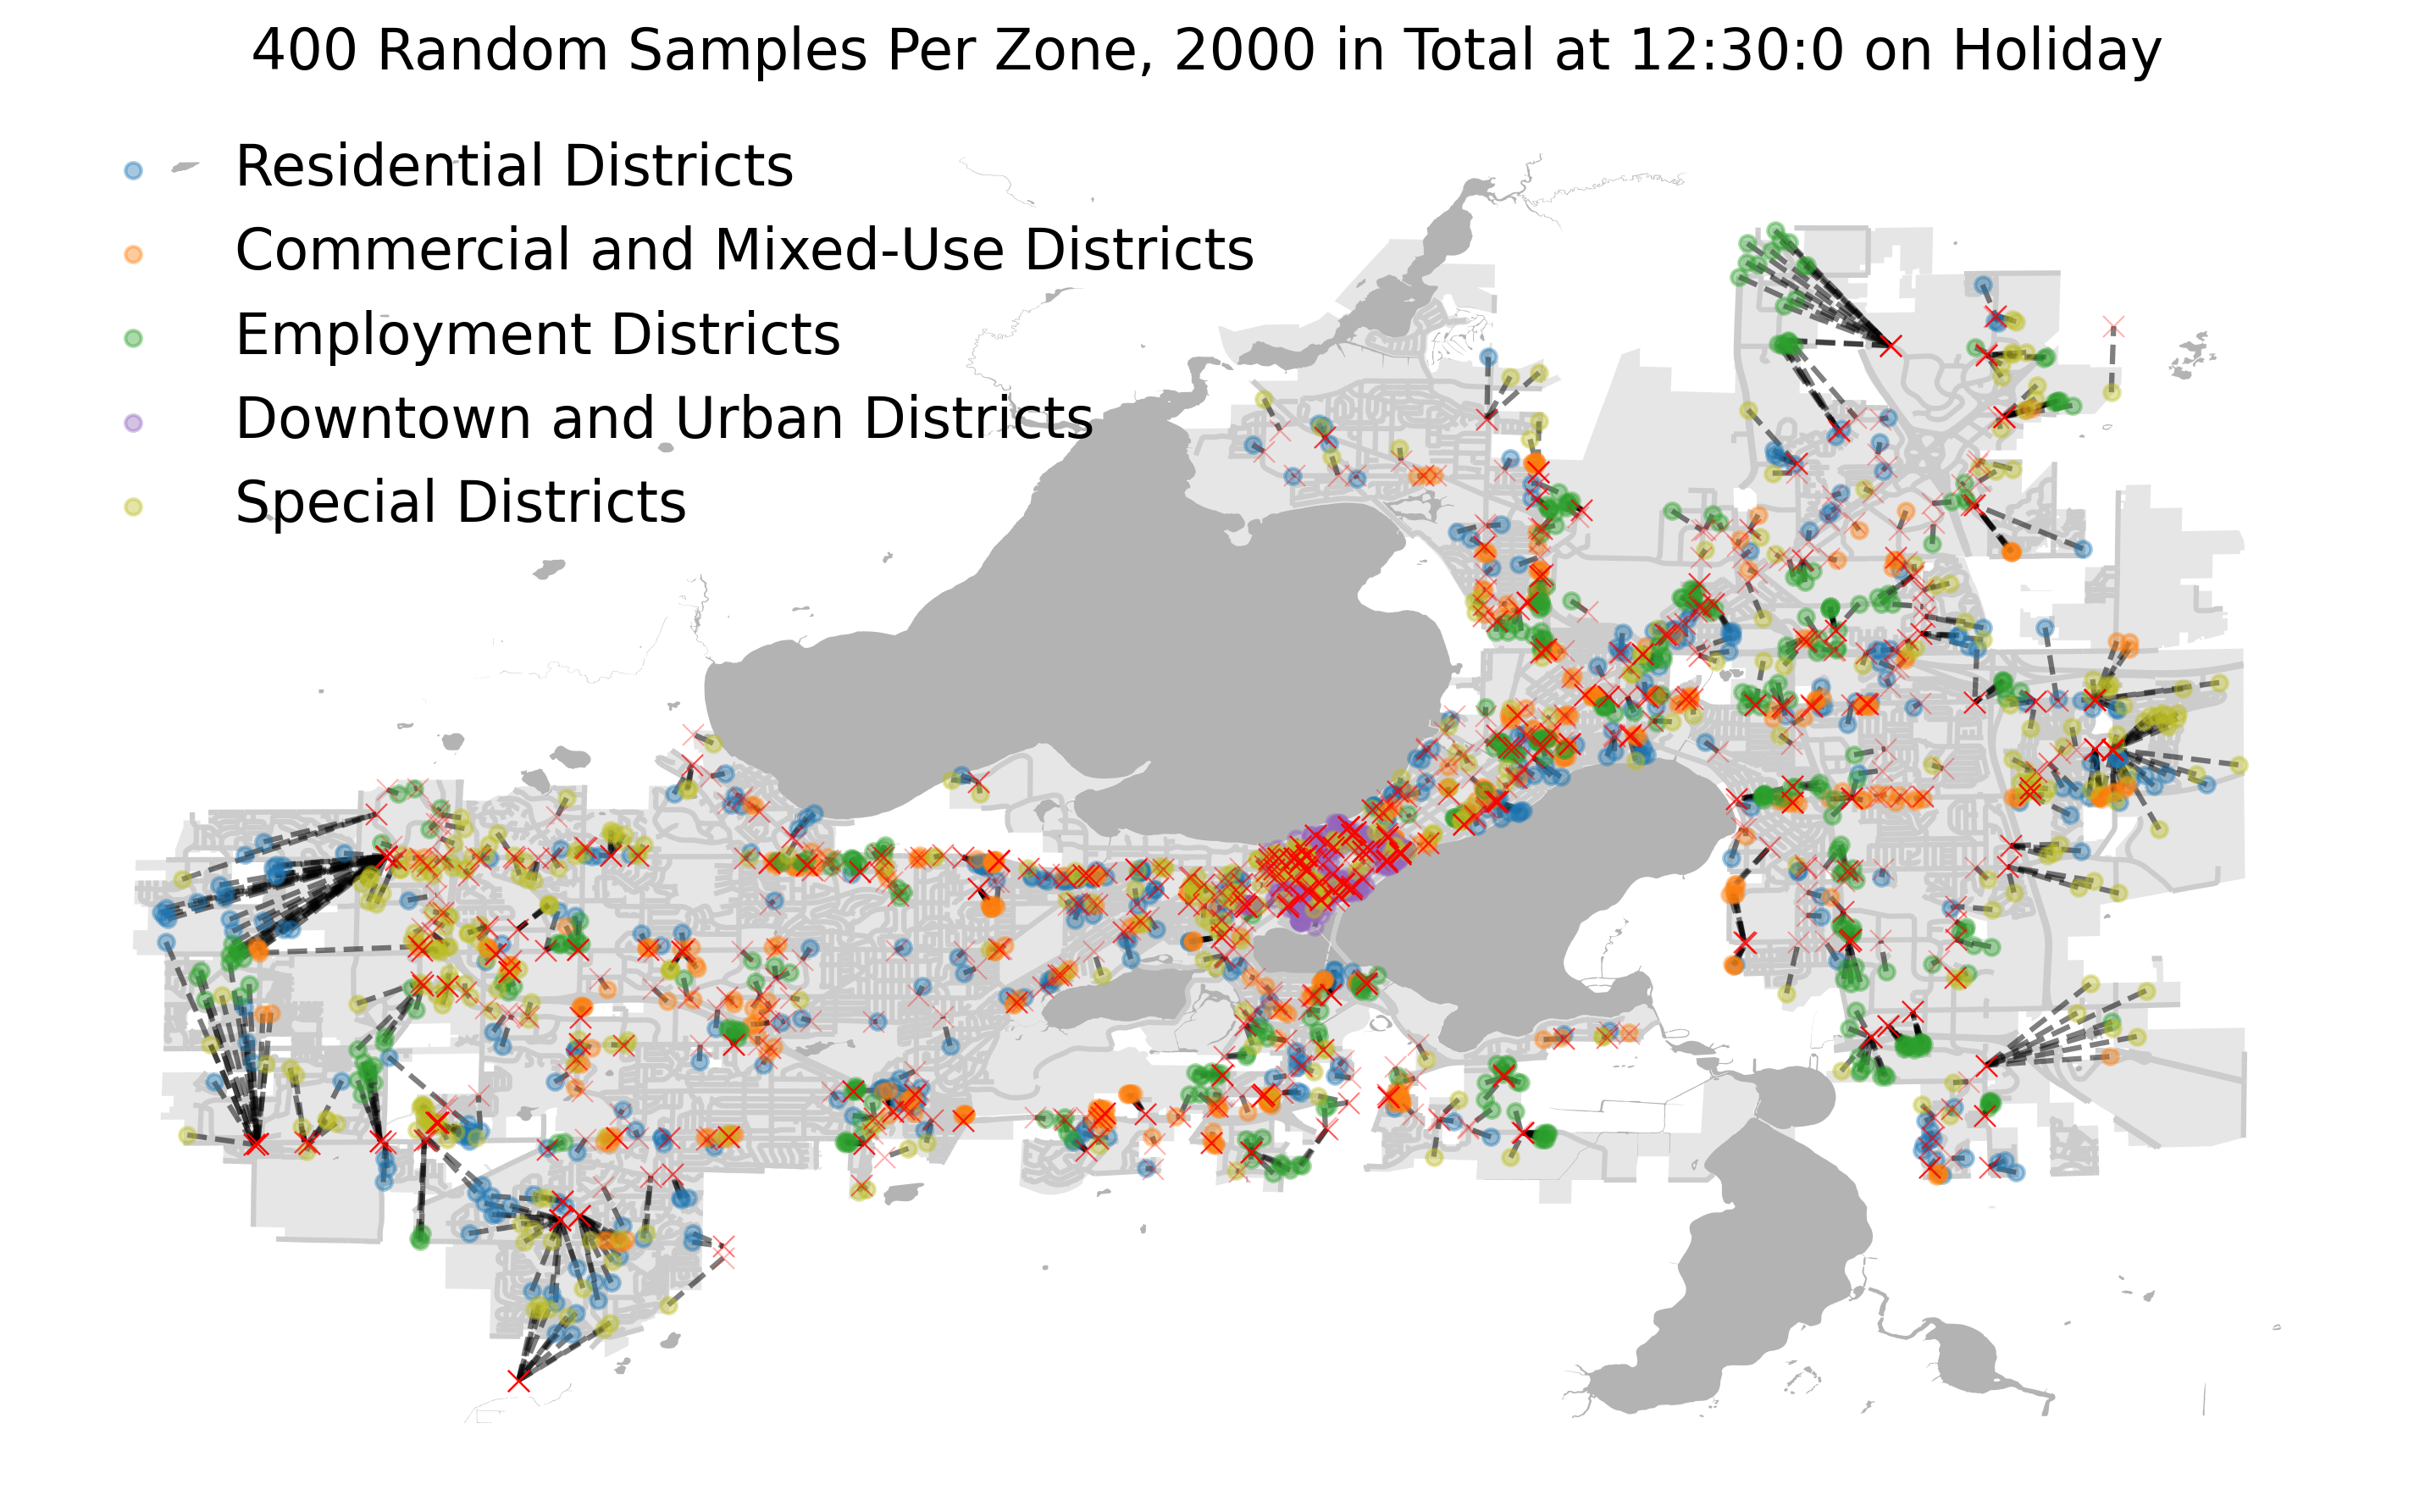 400 Random Samples Per Zone, 2000 in Total at 12:30:0 on Holiday
Residential Districts
Commercial and Mixed-Use Districts
Employment Districts
Downtown and Urban Districts
Special Districts